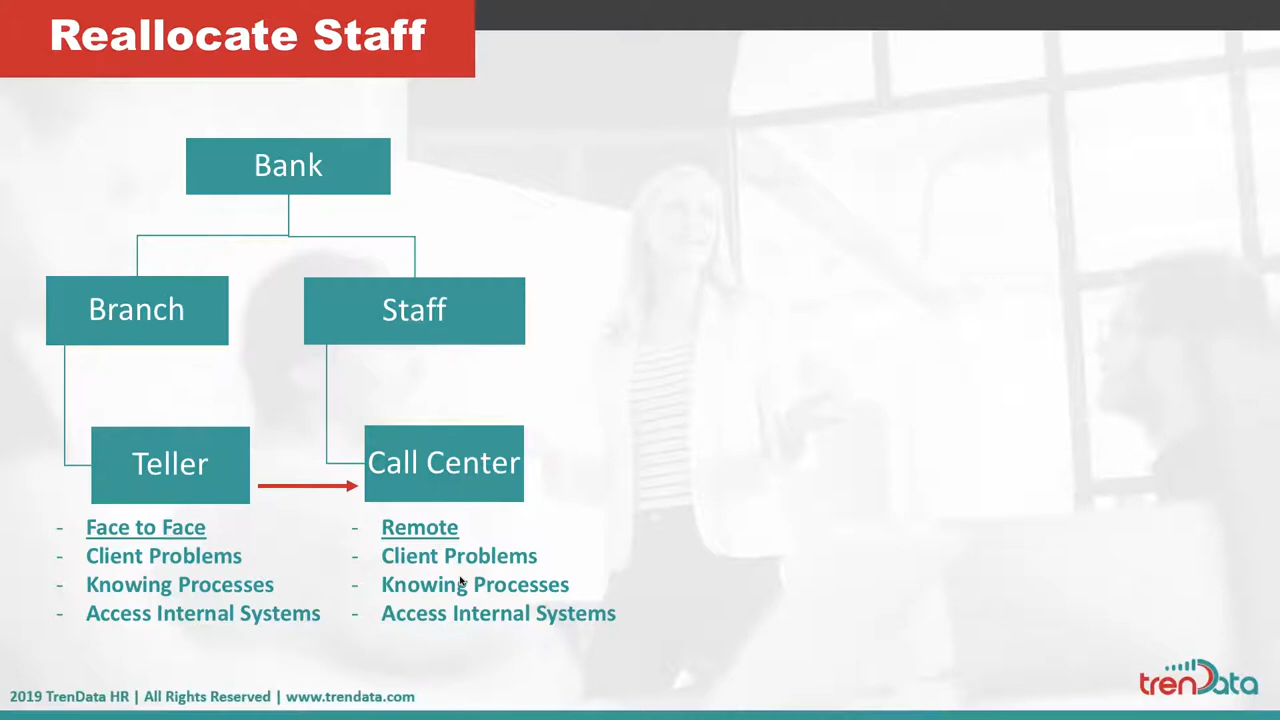 Reallocate Staff
Bank
Branch
Staff
Teller
Call Center
- Face to Face
- Client Problems
- Knowing Processes
- Access Internal Systems
- Remote
- Client Problems
- Knowing Processes
- Access Internal Systems
2019 TrenData HR | All Rights Reserved | www.trendata.com
trenData